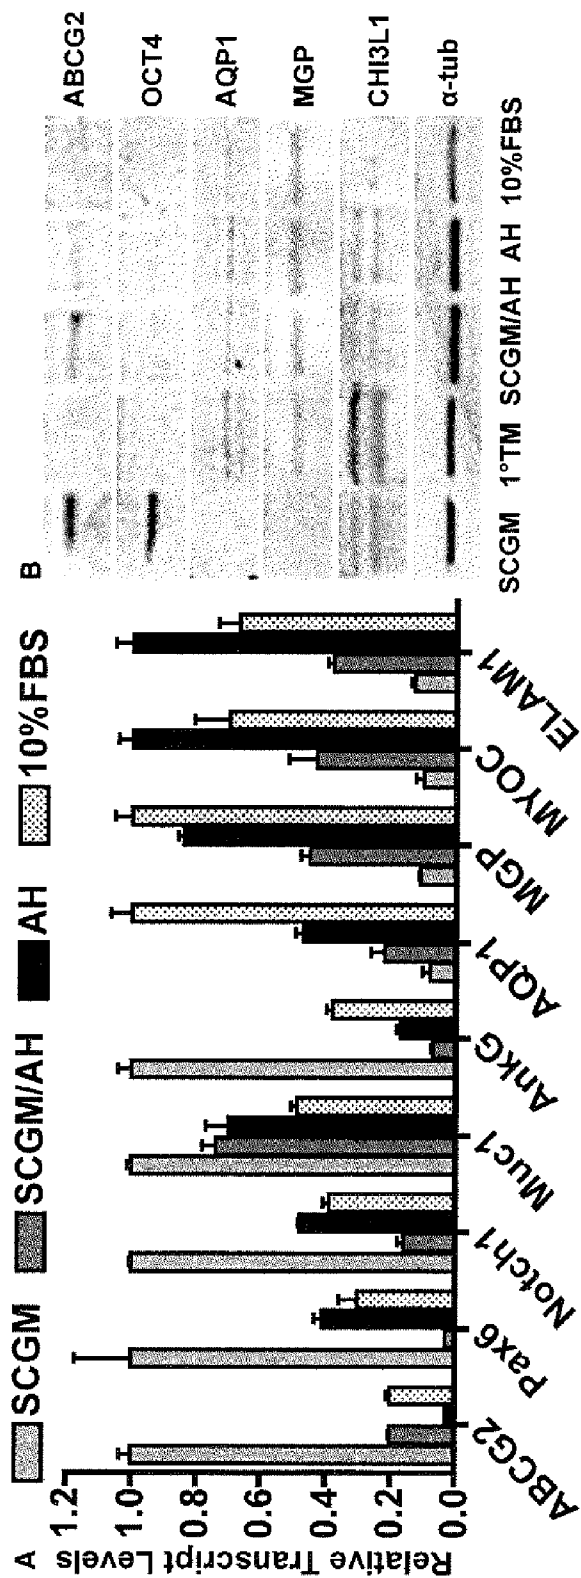 A
SCGM SCGM/AH AH 10%FBS
Relative Transcript Levels
1.2
1.0
0.8
0.6
0.4
0.2
0.0
ABCG2 Pax6 Notch1 Muc1 AnkG AQP1 MGP MYOC ELAM1
B
ABCG2
OCT4
AQP1
MGP
CHI3L1
α-tub
SCGM 1°TM SCGM/AH AH 10%FBS